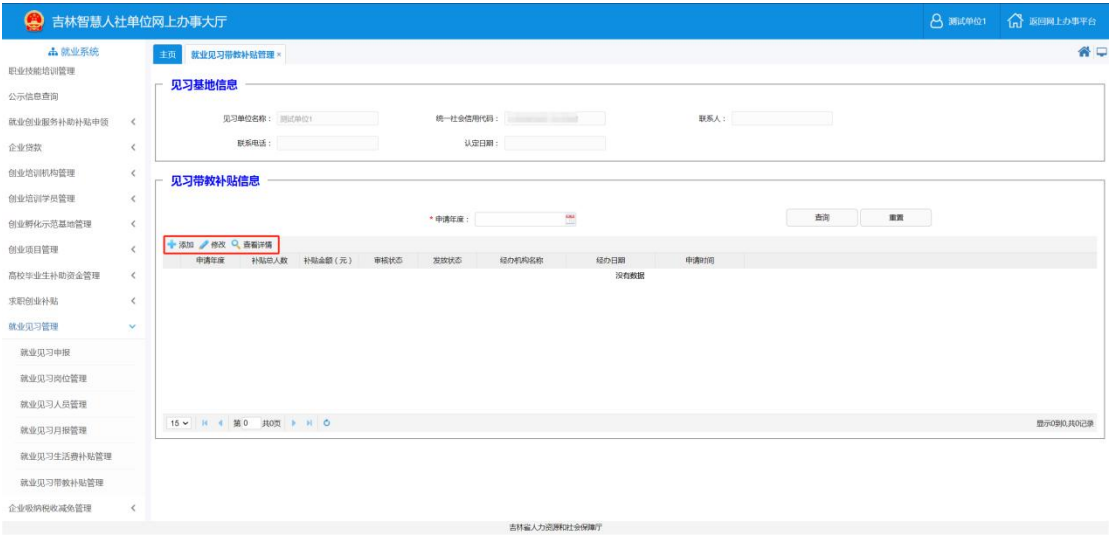 吉林智慧人社单位网上办事大厅 测试单位1 返回网上办事平台
就业系统
主页 就业见习带教补贴管理 ×
职业技能培训管理
公示信息查询
就业创业服务补助补贴申领
企业贷款
创业培训机构管理
创业培训学员管理
创业孵化示范基地管理
创业项目管理
高校毕业生补助资金管理
求职创业补贴
就业见习管理
就业见习申报
就业见习岗位管理
就业见习人员管理
就业见习月报管理
就业见习生活费补贴管理
就业见习带教补贴管理
企业吸纳税收减免管理
见习基地信息
见习单位名称: 测试单位1 统一社会信用代码: 联系人:
联系电话: 认定日期:
见习带教补贴信息
* 申请年度: 查询 重置
添加 修改 查看详情
申请年度 补贴总人数 补贴金额(元) 审核状态 发放状态 经办机构名称 经办日期 申请时间
没有数据
15 第 0 共0页 显示0到0,共0记录
吉林省人力资源和社会保障厅